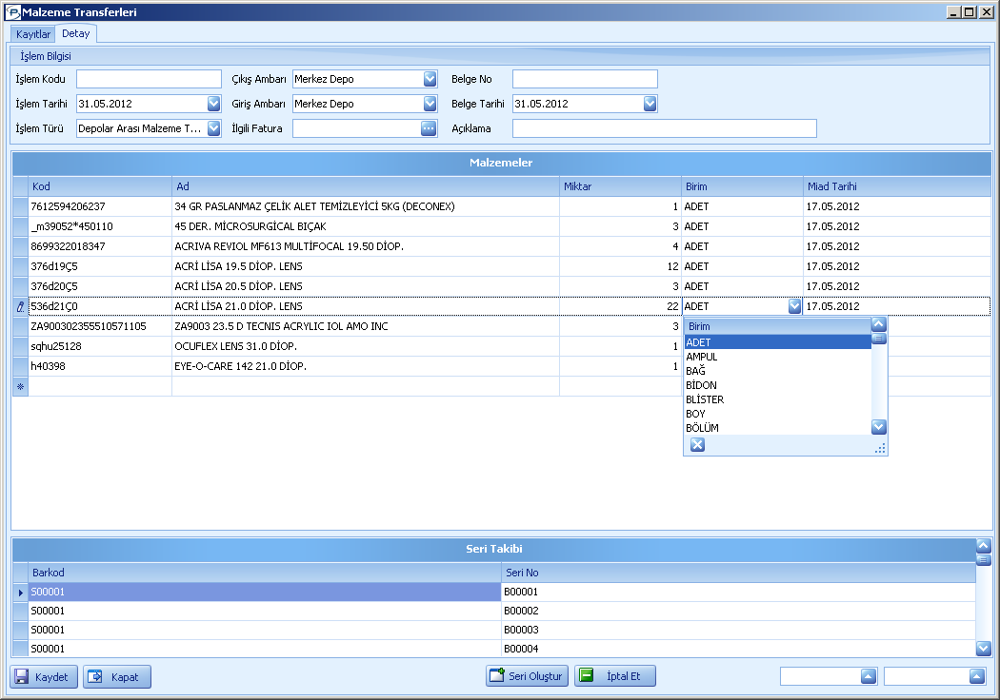 Malzeme Transferleri
Kayıtlar Detay
İşlem Bilgisi
İşlem Kodu Çıkış Ambarı Merkez Depo Belge No
İşlem Tarihi 31.05.2012 Giriş Ambarı Merkez Depo Belge Tarihi 31.05.2012
İşlem Türü Depolar Arası Malzeme T... İlgili Fatura Açıklama
Malzemeler
Kod Ad Miktar Birim Miad Tarihi
7612594206237 34 GR PASLANMAZ ÇELİK ALET TEMİZLEYİCİ 5KG (DECONEX) 1 ADET 17.05.2012
_m39052*450110 45 DER. MİCROSURGİCAL BIÇAK 3 ADET 17.05.2012
8699322018347 ACRIVA REVIOL MF613 MULTİFOCAL 19.50 DİOP. 4 ADET 17.05.2012
376d19Ç5 ACRİ LİSA 19.5 DİOP. LENS 12 ADET 17.05.2012
376d20Ç5 ACRİ LİSA 20.5 DİOP. LENS 3 ADET 17.05.2012
536d21Ç0 ACRİ LİSA 21.0 DİOP. LENS 22 ADET 17.05.2012
ZA900302355510571105 ZA9003 23.5 D TECNIS ACRYLIC IOL AMO INC 3
sqhu25128 OCUFLEX LENS 31.0 DİOP. 1
h40398 EYE-O-CARE 142 21.0 DİOP. 1
Birim
ADET
AMPUL
BAĞ
BİDON
BLİSTER
BOY
BÖLÜM
Seri Takibi
Barkod Seri No
S00001 B00001
S00001 B00002
S00001 B00003
S00001 B00004
Kaydet Kapat Seri Oluştur İptal Et